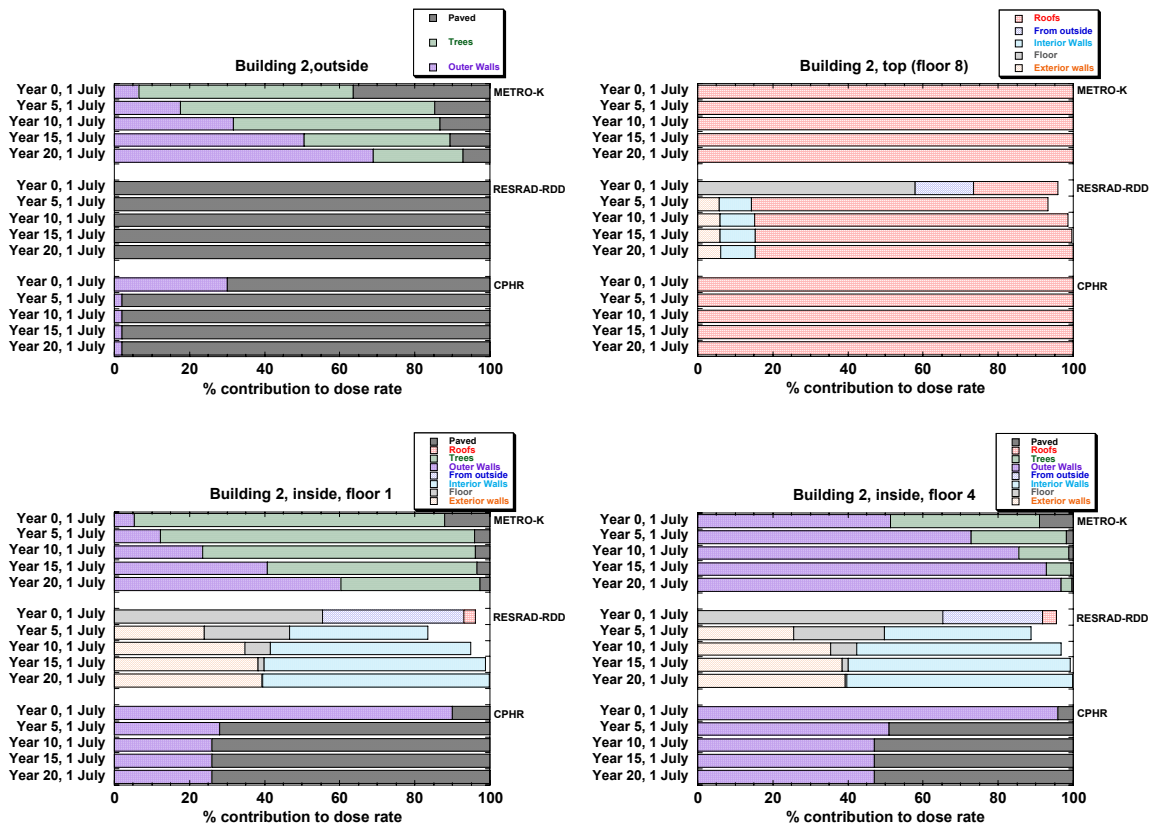 Paved
Trees
Outer Walls
Building 2,outside
Year 0, 1 July
METRO-K
Year 5, 1 July
Year 10, 1 July
Year 15, 1 July
Year 20, 1 July
Year 0, 1 July
RESRAD-RDD
Year 5, 1 July
Year 10, 1 July
Year 15, 1 July
Year 20, 1 July
Year 0, 1 July
CPHR
Year 5, 1 July
Year 10, 1 July
Year 15, 1 July
Year 20, 1 July
0 20 40 60 80 100
% contribution to dose rate
Roofs
From outside
Interior Walls
Floor
Exterior walls
Building 2, top (floor 8)
Year 0, 1 July
METRO-K
Year 5, 1 July
Year 10, 1 July
Year 15, 1 July
Year 20, 1 July
Year 0, 1 July
RESRAD-RDD
Year 5, 1 July
Year 10, 1 July
Year 15, 1 July
Year 20, 1 July
Year 0, 1 July
CPHR
Year 5, 1 July
Year 10, 1 July
Year 15, 1 July
Year 20, 1 July
0 20 40 60 80 100
% contribution to dose rate
Paved
Roofs
Trees
Outer Walls
From outside
Interior Walls
Floor
Exterior walls
Building 2, inside, floor 1
Year 0, 1 July
METRO-K
Year 5, 1 July
Year 10, 1 July
Year 15, 1 July
Year 20, 1 July
Year 0, 1 July
RESRAD-RDD
Year 5, 1 July
Year 10, 1 July
Year 15, 1 July
Year 20, 1 July
Year 0, 1 July
CPHR
Year 5, 1 July
Year 10, 1 July
Year 15, 1 July
Year 20, 1 July
0 20 40 60 80 100
% contribution to dose rate
Paved
Roofs
Trees
Outer Walls
From outside
Interior Walls
Floor
Exterior walls
Building 2, inside, floor 4
Year 0, 1 July
METRO-K
Year 5, 1 July
Year 10, 1 July
Year 15, 1 July
Year 20, 1 July
Year 0, 1 July
RESRAD-RDD
Year 5, 1 July
Year 10, 1 July
Year 15, 1 July
Year 20, 1 July
Year 0, 1 July
CPHR
Year 5, 1 July
Year 10, 1 July
Year 15, 1 July
Year 20, 1 July
0 20 40 60 80 100
% contribution to dose rate